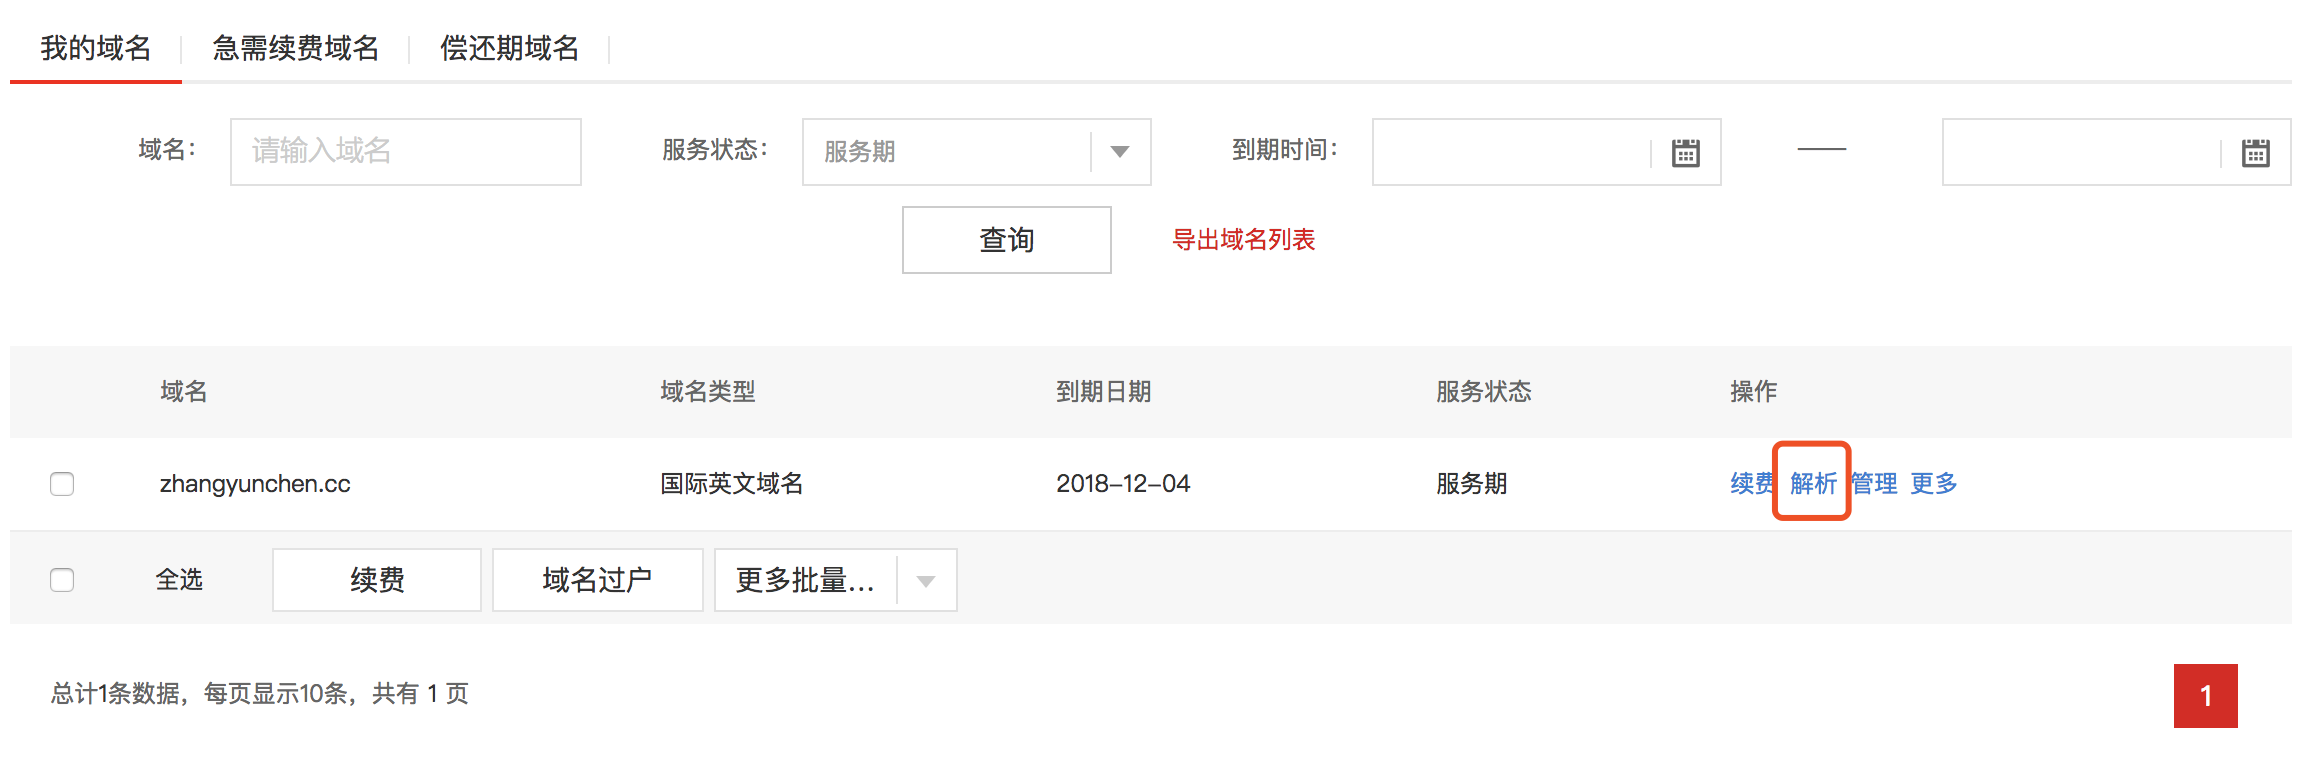 我的域名 急需续费域名 偿还期域名
域名： 请输入域名 服务状态： 服务期 到期时间： ——
查询 导出域名列表
域名 域名类型 到期日期 服务状态 操作
zhangyunchen.cc 国际英文域名 2018-12-04 服务期 续费 解析 管理 更多
全选 续费 域名过户 更多批量...
总计1条数据，每页显示10条，共有 1 页 1